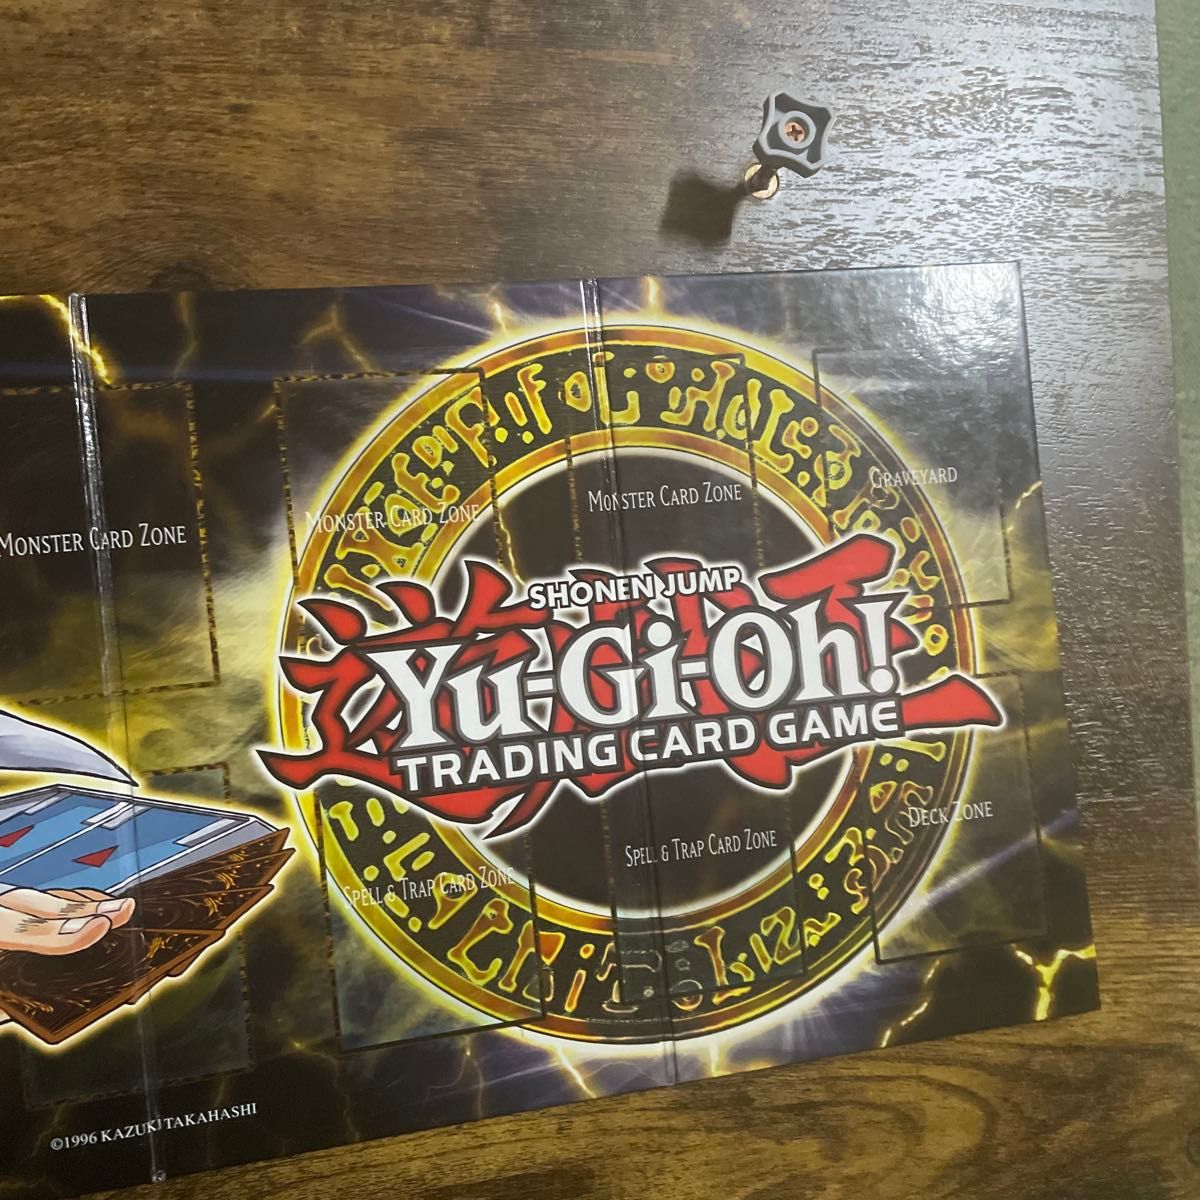 MONSTER CARD ZONE
MONSTER CARD ZONE
MONSTER CARD ZONE
GRAVEYARD
SHONEN JUMP
Yu-Gi-Oh!
TRADING CARD GAME
SPELL & TRAP CARD ZONE
SPELL & TRAP CARD ZONE
DECK ZONE
©1996 KAZUKI TAKAHASHI